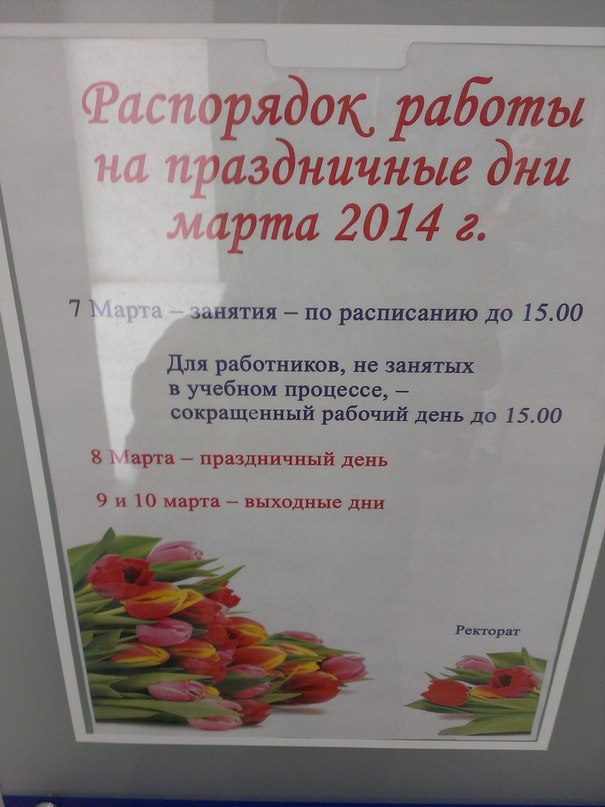 Распорядок работы
на праздничные дни
марта 2014 г.
7 Марта – занятия – по расписанию до 15.00
Для работников, не занятых
в учебном процессе, –
сокращенный рабочий день до 15.00
8 Марта – праздничный день
9 и 10 марта – выходные дни
Ректорат